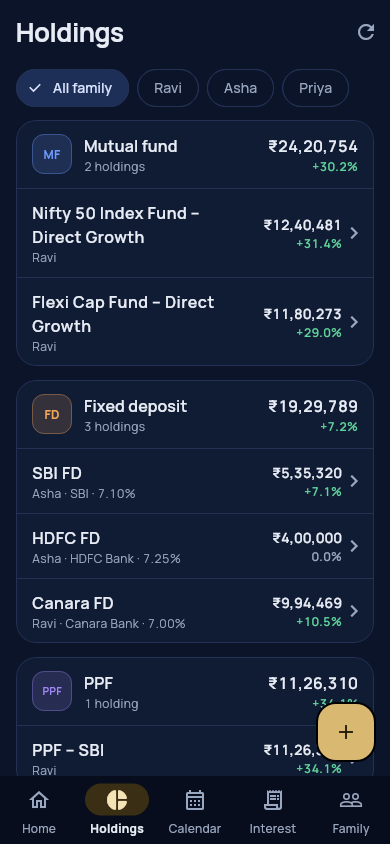 Holdings
All family
Ravi
Asha
Priya
MF
Mutual fund
₹24,20,754
2 holdings
+30.2%
Nifty 50 Index Fund –
Direct Growth
₹12,40,481
+31.4%
Ravi
Flexi Cap Fund – Direct
Growth
₹11,80,273
+29.0%
Ravi
FD
Fixed deposit
₹19,29,789
3 holdings
+7.2%
SBI FD
₹5,35,320
Asha · SBI · 7.10%
+7.1%
HDFC FD
₹4,00,000
Asha · HDFC Bank · 7.25%
0.0%
Canara FD
₹9,94,469
Ravi · Canara Bank · 7.00%
+10.5%
PPF
PPF
₹11,26,310
1 holding
PPF – SBI
Ravi
+34.1%
Home
Holdings
Calendar
Interest
Family